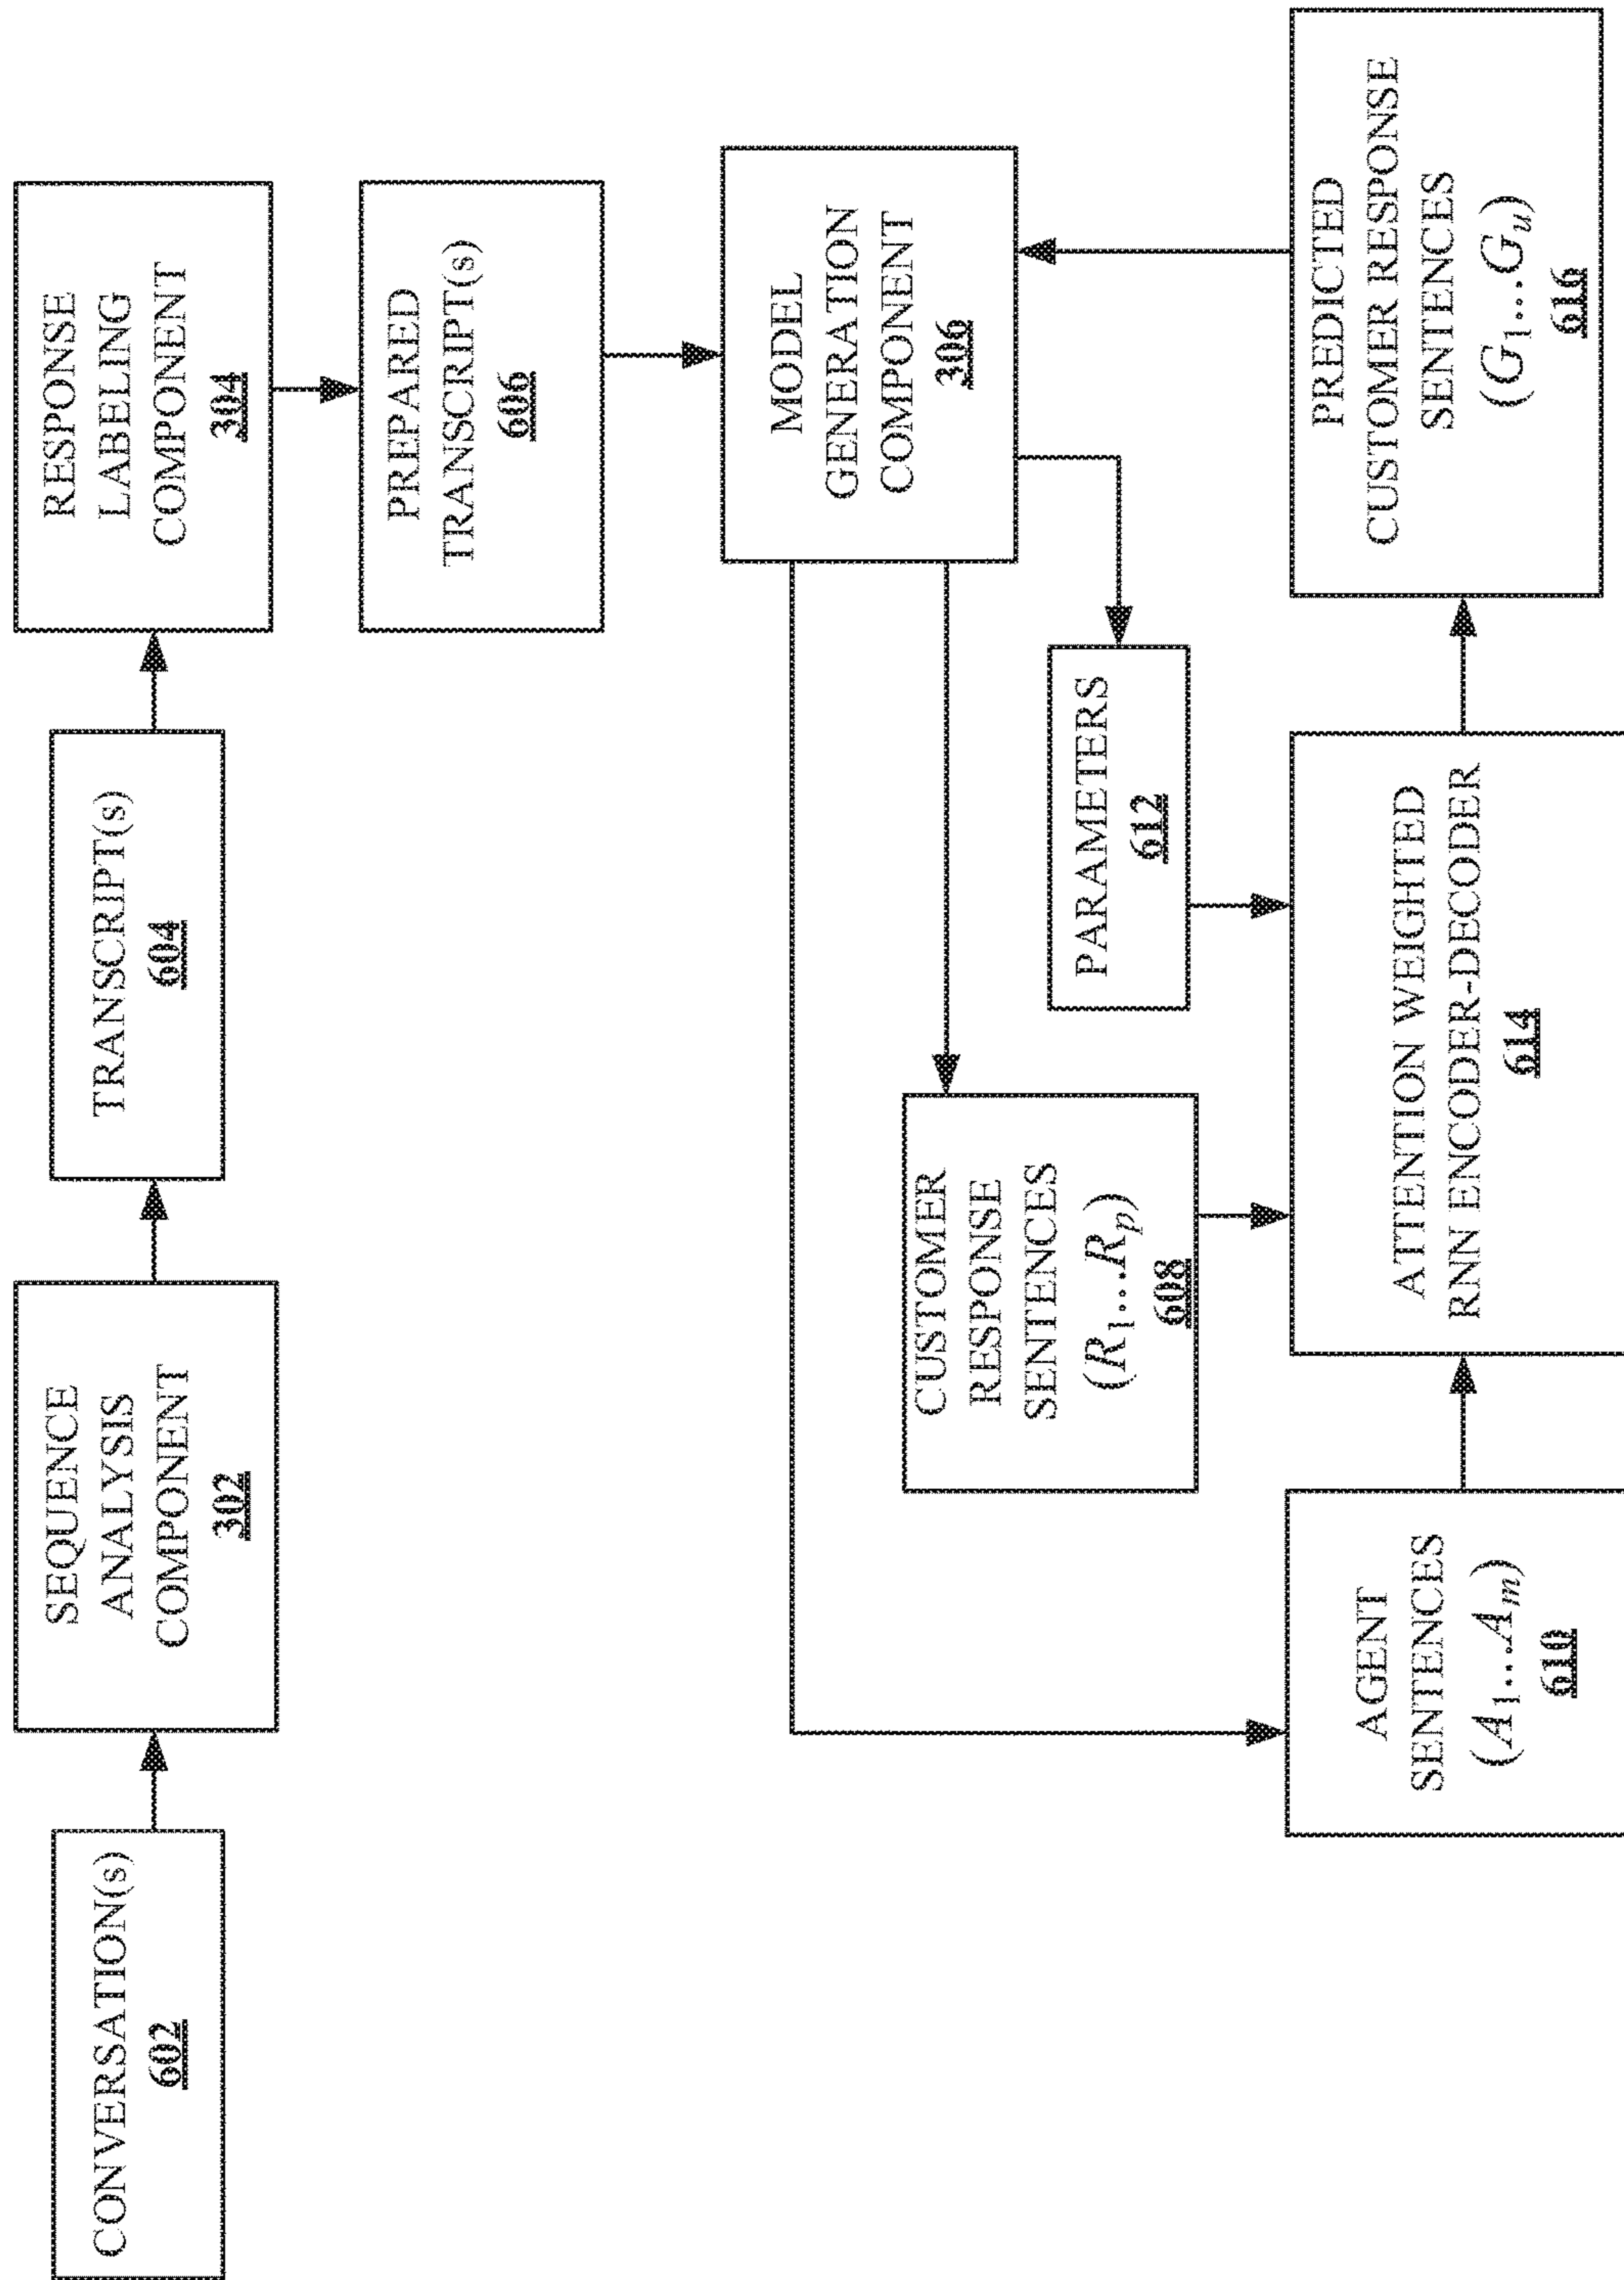 CONVERSATION(s)
602
SEQUENCE
ANALYSIS
COMPONENT
302
TRANSCRIPT(s)
604
RESPONSE
LABELING
COMPONENT
304
PREPARED
TRANSCRIPT(s)
606
MODEL
GENERATION
COMPONENT
306
CUSTOMER
RESPONSE
SENTENCES
(R₁...Rₚ)
608
PARAMETERS
612
AGENT
SENTENCES
(A₁...Aₘ)
610
ATTENTION WEIGHTED
RNN ENCODER-DECODER
614
PREDICTED
CUSTOMER RESPONSE
SENTENCES
(G₁...Gᵤ)
616